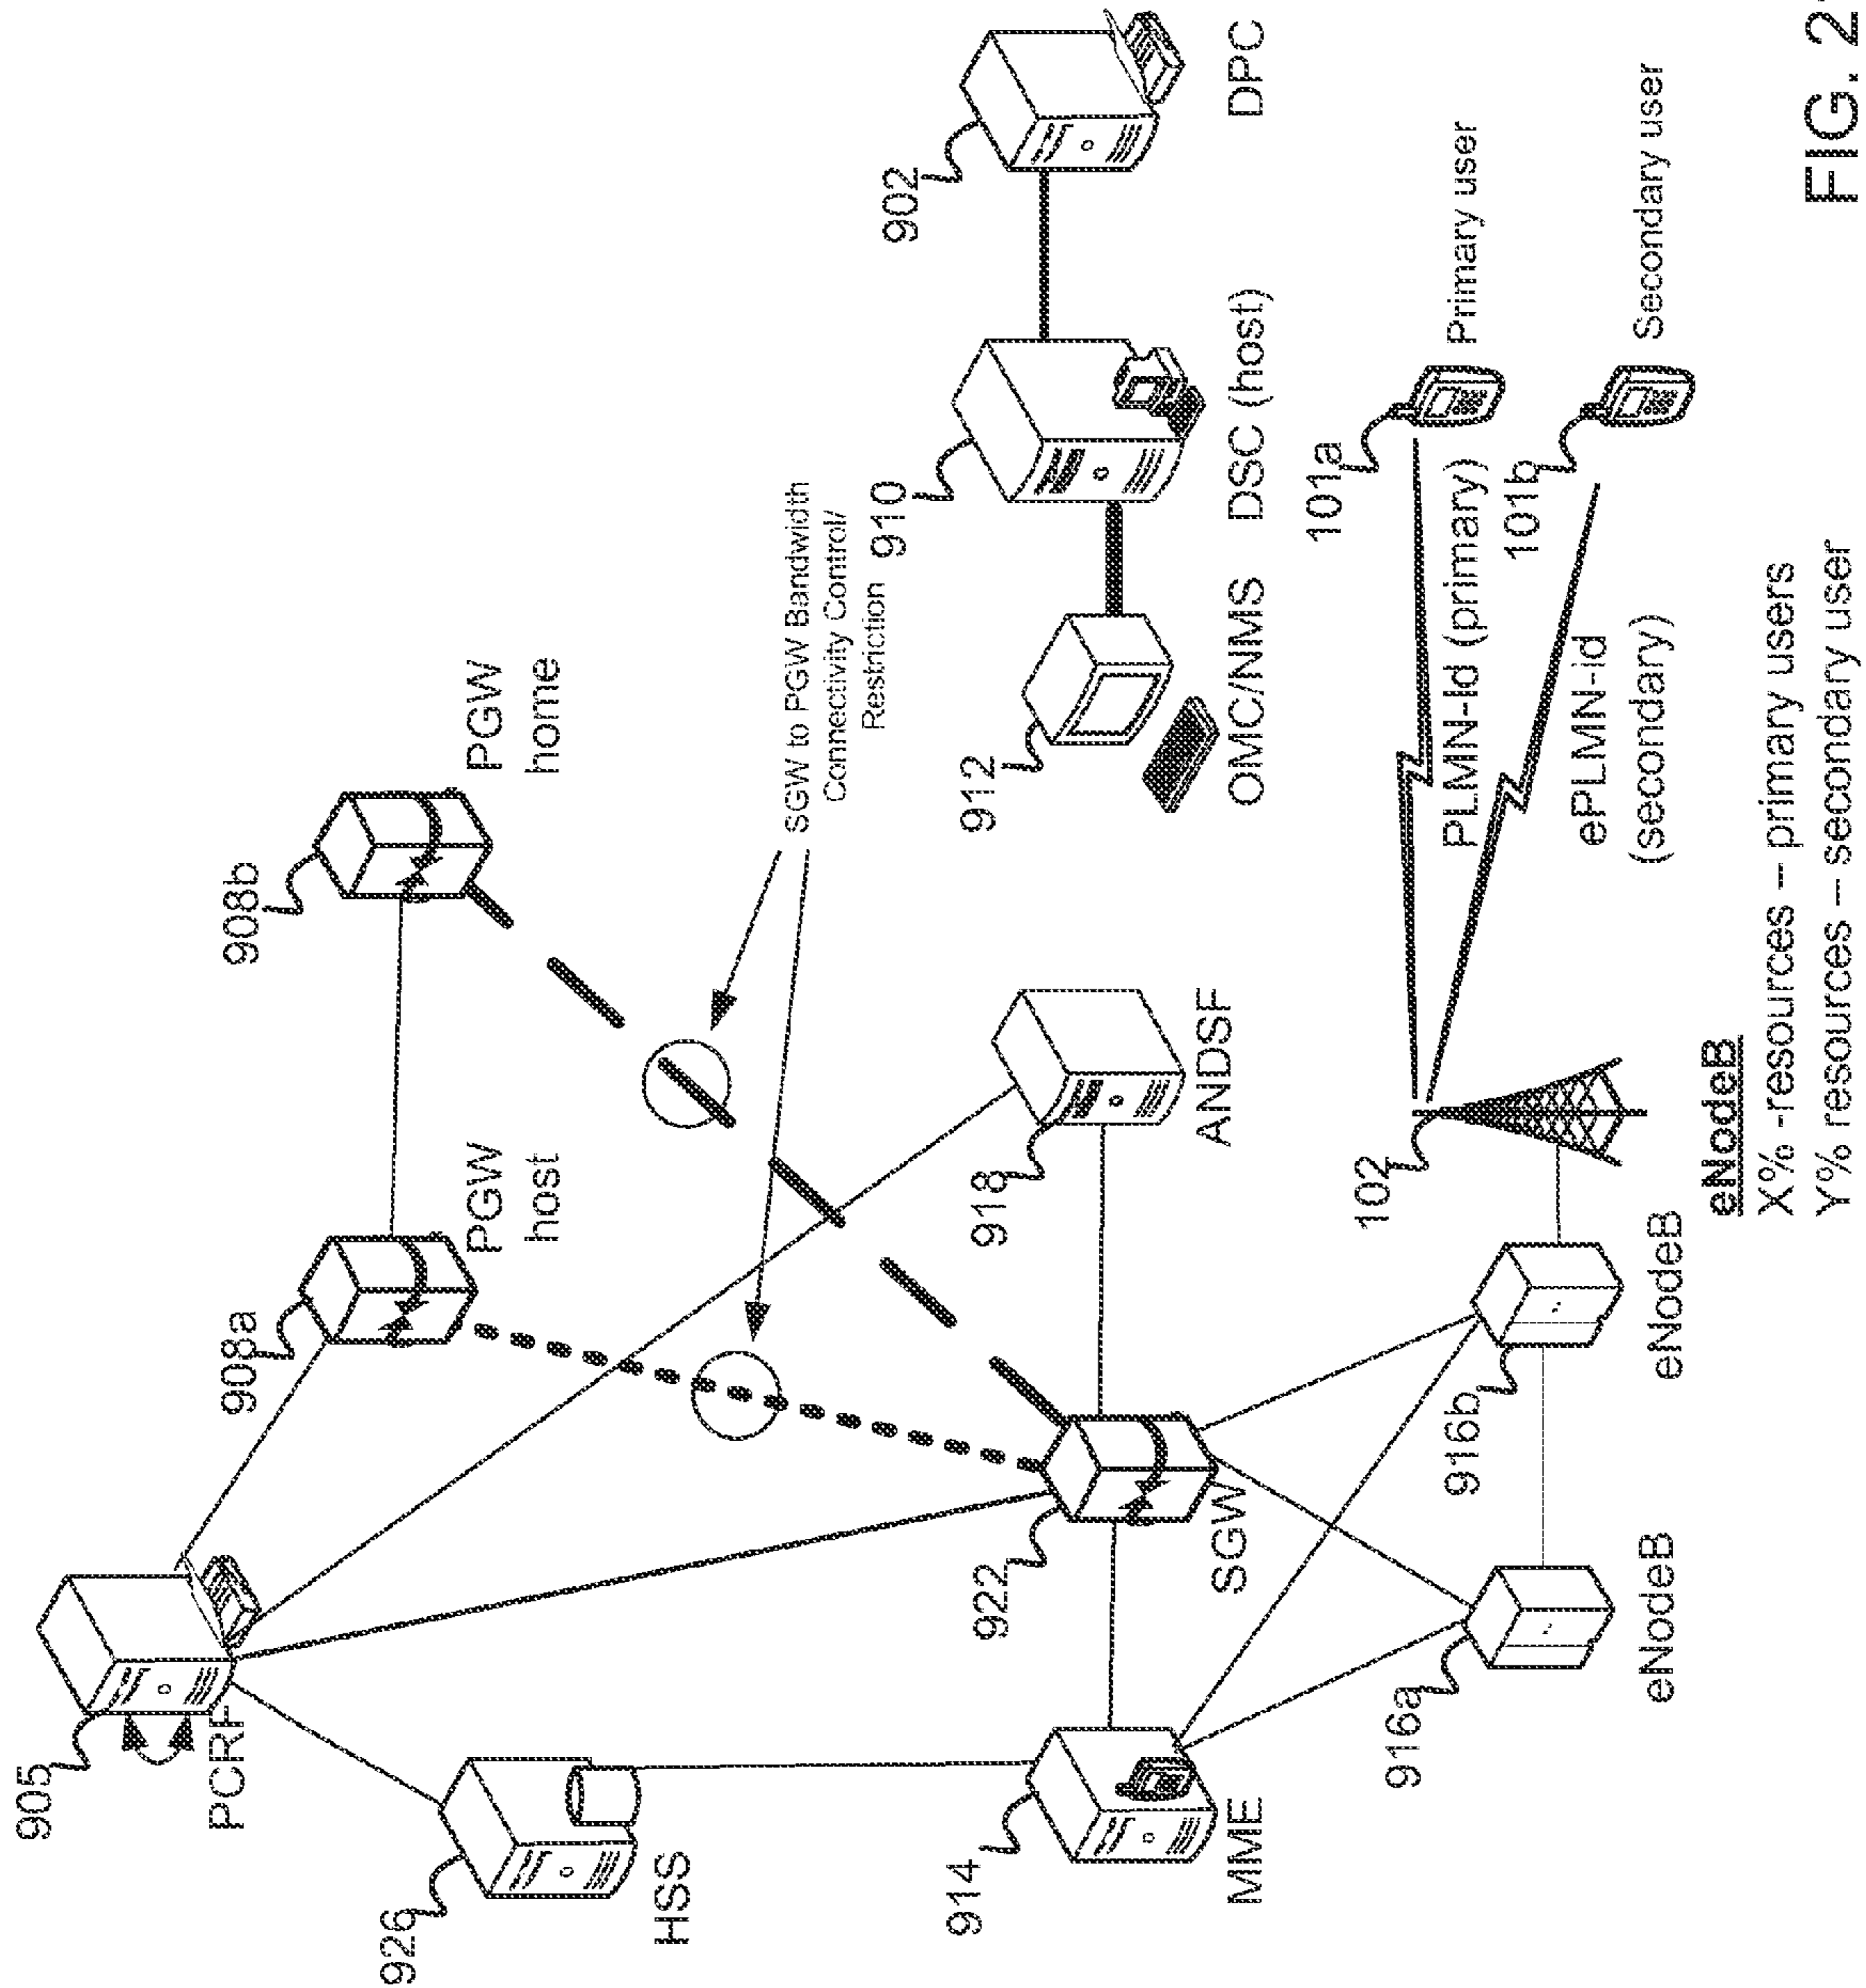 905
PCRF
908a
908b
926
PGW
host
PGW
home
HSS
SGW to PGW Bandwidth
Connectivity Control/
Restriction
910
902
914
922
918
912
MME
SGW
ANDSF
OMC/NMS
DSC (host)
DPC
916a
916b
102
101a
PLMN-Id (primary)
Primary user
101b
ePLMN-id
(secondary)
Secondary user
eNodeB
eNodeB
eNodeB
X% -resources – primary users
Y% resources – secondary user
FIG. 2